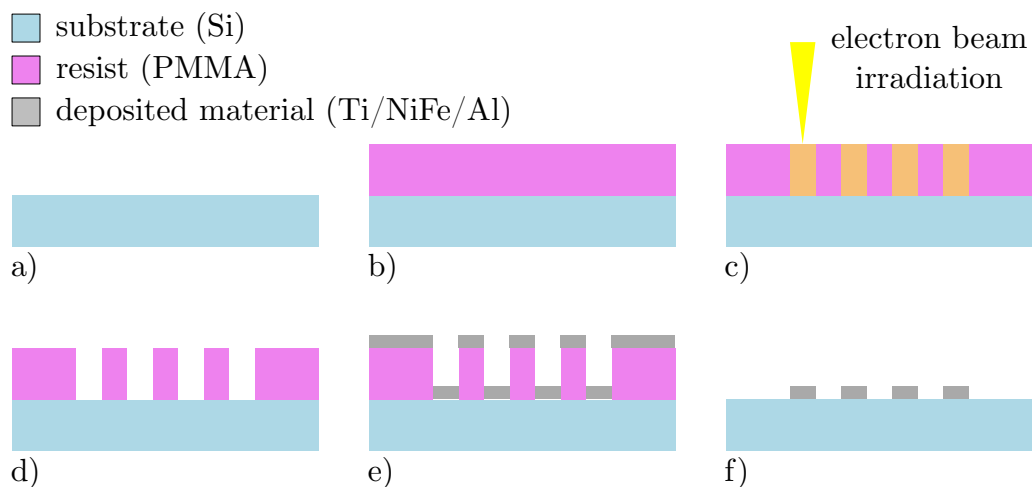 substrate (Si)
resist (PMMA)
deposited material (Ti/NiFe/Al)
electron beam
irradiation
a)
b)
c)
d)
e)
f)